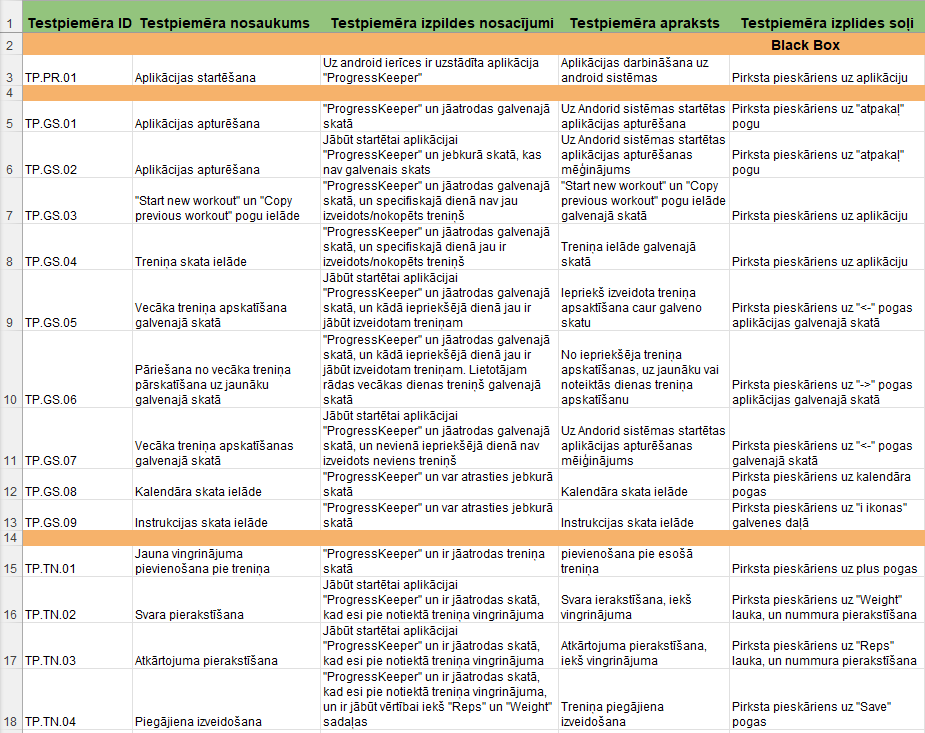 1 Testpiemēra ID Testpiemēra nosaukums Testpiemēra izpildes nosacījumi Testpiemēra apraksts Testpiemēra izplides soļi
2 Black Box
Uz android ierīces ir uzstādīta aplikācija
"ProgressKeeper"
Aplikācijas darbināšana uz
android sistēmas
3 TP.PR.01 Aplikācijas startēšana Pirksta pieskāriens uz aplikāciju
4
5 TP.GS.01 Aplikācijas apturēšana
"ProgressKeeper" un jāatrodas galvenajā
skatā
Uz Andorid sistēmas startētas
aplikācijas apturēšana
Pirksta pieskāriens uz "atpakaļ"
pogu
6 TP.GS.02 Aplikācijas apturēšana
Jābūt startētai aplikācijai
"ProgressKeeper" un jebkurā skatā, kas
nav galvenais skats
Uz Andorid sistēmas startētas
aplikācijas apturēšanas
mēģinājums
Pirksta pieskāriens uz "atpakaļ"
pogu
7 TP.GS.03
"Start new workout" un "Copy
previous workout" pogu ielāde
"ProgressKeeper" un jāatrodas galvenajā
skatā, un specifiskajā dienā nav jau
izveidots/nokopēts treniņš
"Start new workout" un "Copy
previous workout" pogu ielāde
galvenajā skatā
Pirksta pieskāriens uz aplikāciju
8 TP.GS.04 Treniņa skata ielāde
"ProgressKeeper" un jāatrodas galvenajā
skatā, un specifiskajā dienā jau ir
izveidots/nokopēts treniņš
Treniņa ielāde galvenajā
skatā
Pirksta pieskāriens uz aplikāciju
9 TP.GS.05
Vecāka treniņa apskatīšana
galvenajā skatā
Jābūt startētai aplikācijai
"ProgressKeeper" un jāatrodas galvenajā
skatā, un kādā iepriekšējā dienā jau ir
jābūt izveidotam treniņam
Iepriekš izveidota treniņa
apsaktīšana caur galveno
skatu
Pirksta pieskāriens uz "<-" pogas
aplikācijas galvenajā skatā
10 TP.GS.06
Pāriešana no vecāka treniņa
pārskatīšana uz jaunāku
galvenajā skatā
"ProgressKeeper" un jāatrodas galvenajā
skatā, un kādā iepriekšējā dienā jau ir
jābūt izveidotam treniņam. Lietotājam
rādas vecākas dienas treniņš galvenajā
skatā
No iepriekšēja treniņa
apskatīšanas, uz jaunāku vai
noteiktās dienas treniņa
apskatīšanu
Pirksta pieskāriens uz "->" pogas
aplikācijas galvenajā skatā
11 TP.GS.07
Vecāka treniņa apskatīšanas
galvenajā skatā
Jābūt startētai aplikācijai
"ProgressKeeper" un jāatrodas galvenajā
skatā, un nevienā iepriekšējā dienā nav
izveidots neviens treniņš
Uz Andorid sistēmas startētas
aplikācijas apturēšanas
mēiģinājums
Pirksta pieskāriens uz "<-" pogas
galvenajā skatā
12 TP.GS.08 Kalendāra skata ielāde
"ProgressKeeper" un var atrasties jebkurā
skatā
Kalendāra skata ielāde
Pirksta pieskāriens uz kalendāra
pogas
13 TP.GS.09 Instrukcijas skata ielāde
"ProgressKeeper" un var atrasties jebkurā
skatā
Instrukcijas skata ielāde
Pirksta pieskāriens uz "i ikonas"
galvenes daļā
14
15 TP.TN.01
Jauna vingrinājuma
pievienošana pie treniņa
"ProgressKeeper" un ir jāatrodas treniņa
skatā
pievienošana pie esošā
treniņa
Pirksta pieskāriens uz plus pogas
16 TP.TN.02 Svara pierakstīšana
Jābūt startētai aplikācijai
"ProgressKeeper" un ir jāatrodas skatā,
kad esi pie notiektā treniņa vingrinājuma
Svara ierakstīšana, iekš
vingrinājuma
Pirksta pieskāriens uz "Weight"
lauka, un nummura pierakstīšana
17 TP.TN.03 Atkārtojuma pierakstīšana
Jābūt startētai aplikācijai
"ProgressKeeper" un ir jāatrodas skatā,
kad esi pie notiektā treniņa vingrinājuma
Atkārtojuma pierakstīšana,
iekš vingrinājuma
Pirksta pieskāriens uz "Reps"
lauka, un nummura pierakstīšana
18 TP.TN.04 Piegājiena izveidošana
"ProgressKeeper" un ir jāatrodas skatā,
kad esi pie notiektā treniņa vingrinājuma,
un ir jābūt vērtībai iekš "Reps" un "Weight"
sadaļas
Treniņa piegājiena
izveidošana
Pirksta pieskāriens uz "Save"
pogas